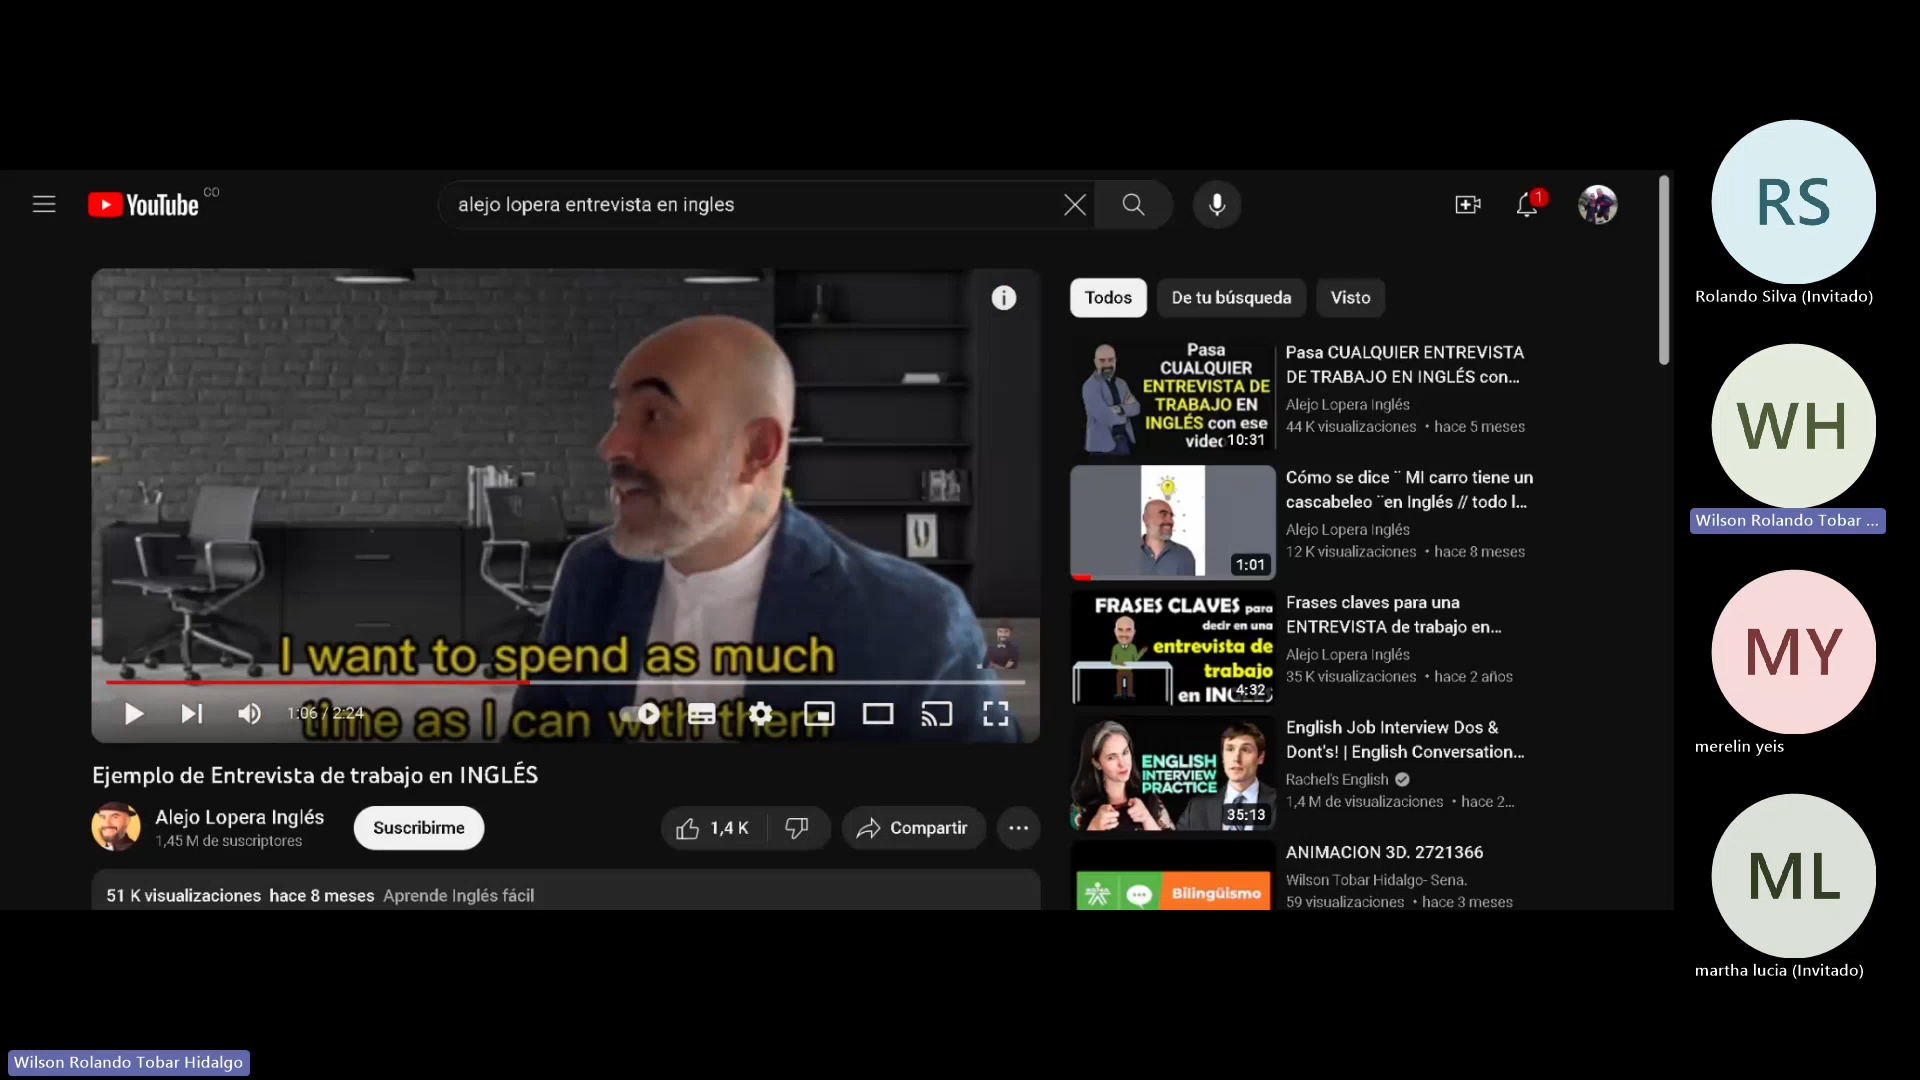 YouTube CO
alejo lopera entrevista en ingles
1
I want to spend as much
time as I can with them
1:06 / 2:24
Ejemplo de Entrevista de trabajo en INGLÉS
Alejo Lopera Inglés
1,45 M de suscriptores
Suscribirme
1,4 K
Compartir
51 K visualizaciones hace 8 meses Aprende Inglés fácil
Todos
De tu búsqueda
Visto
Pasa
CUALQUIER
ENTREVISTA DE
TRABAJO EN
INGLÉS con ese
video
10:31
Pasa CUALQUIER ENTREVISTA
DE TRABAJO EN INGLÉS con...
Alejo Lopera Inglés
44 K visualizaciones • hace 5 meses
1:01
Cómo se dice ¨ MI carro tiene un
cascabeleo ¨en Inglés // todo l...
Alejo Lopera Inglés
12 K visualizaciones • hace 8 meses
FRASES CLAVES para
decir en una
entrevista de
trabajo
en
4:32
Frases claves para una
ENTREVISTA de trabajo en...
Alejo Lopera Inglés
35 K visualizaciones • hace 2 años
ENGLISH
INTERVIEW
PRACTICE
35:13
English Job Interview Dos &
Dont's! | English Conversation...
Rachel's English
1,4 M de visualizaciones • hace 2...
Bilingüismo
ANIMACION 3D. 2721366
Wilson Tobar Hidalgo- Sena.
59 visualizaciones • hace 3 meses
RS
Rolando Silva (Invitado)
WH
Wilson Rolando Tobar ...
MY
merelin yeis
ML
martha lucia (Invitado)
Wilson Rolando Tobar Hidalgo